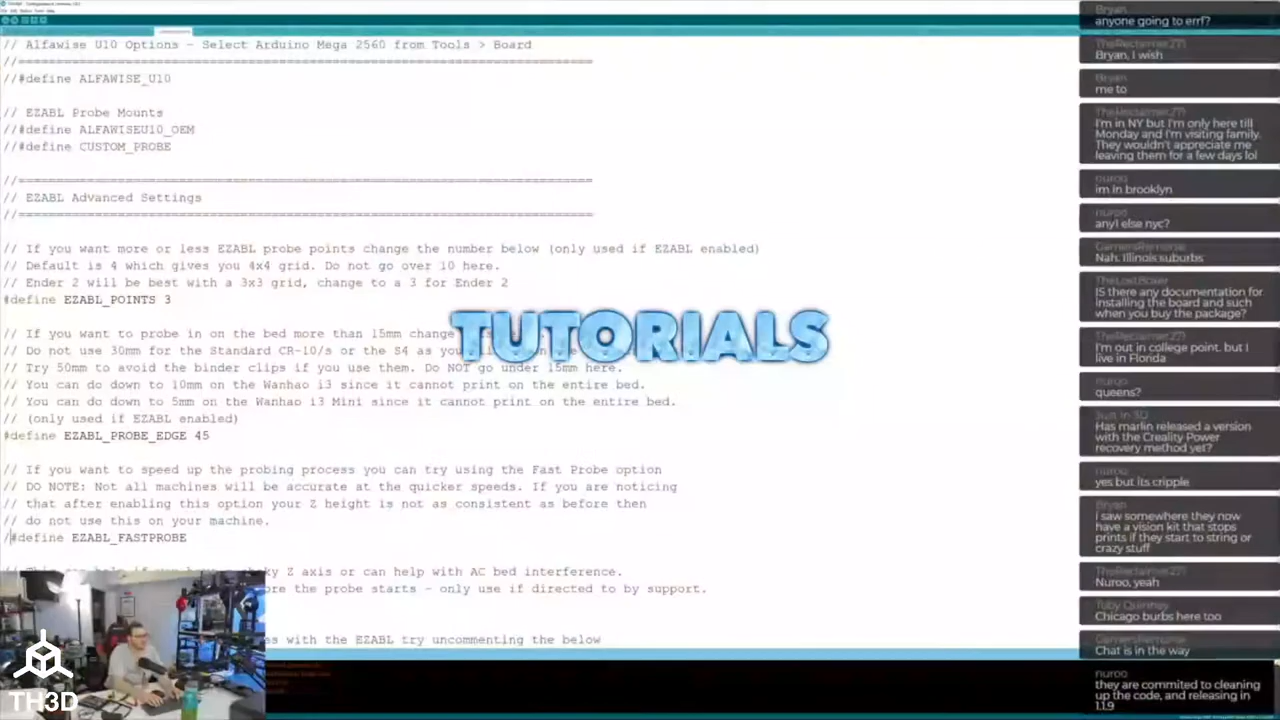 // Alfawise U10 Options - Select Arduino Mega 2560 from Tools > Board
//#define ALFAWISE_U10
// EZABL Probe Mounts
//#define ALFAWISEU10_OEM
//#define CUSTOM_PROBE
// EZABL Advanced Settings
// If you want more or less EZABL probe points change the number below (only used if EZABL enabled)
// Default is 4 which gives you 4x4 grid. Do not go over 10 here.
// Ender 2 will be best with a 3x3 grid, change to a 3 for Ender 2
#define EZABL_POINTS 3
// If you want to probe in on the bed more than 15mm change
// Do not use 30mm for the Standard CR-10/s or the S4 as you
// Try 50mm to avoid the binder clips if you use them. Do NOT go under 15mm here.
// You can do down to 10mm on the Wanhao i3 since it cannot print on the entire bed.
// You can do down to 5mm on the Wanhao i3 Mini since it cannot print on the entire bed.
// (only used if EZABL enabled)
#define EZABL_PROBE_EDGE 45
// If you want to speed up the probing process you can try using the Fast Probe option
// DO NOTE: Not all machines will be accurate at the quicker speeds. If you are noticing
// that after enabling this option your Z height is not as consistent as before then
// do not use this on your machine.
/#define EZABL_FASTPROBE
ky Z axis or can help with AC bed interference.
ore the probe starts - only use if directed to by support.
es with the EZABL try uncommenting the below
TUTORIALS
TH3D
Bryan
anyone going to errf?
Bryan, I wish
Bryan
me to
I'm in NY but I'm only here till
Monday and I'm visiting family.
They wouldn't appreciate me
leaving them for a few days lol
nuroo
im in brooklyn
nuroo
any1 else nyc?
GamersRemorse
Nah. Illinois suburbs
IS there any documentation for
installing the board and such
when you buy the package?
I'm out in college point. but I
live in Florida
nuroo
queens?
Just in 3D
Has marlin released a version
with the Creality Power
recovery method yet?
nuroo
yes but its cripple
Bryan
i saw somewhere they now
have a vision kit that stops
prints if they start to string or
crazy stuff
Nuroo, yeah
Toby Quinney
Chicago burbs here too
GamersRemorse
Chat is in the way
nuroo
they are commited to cleaning
up the code, and releasing in
1.1.9